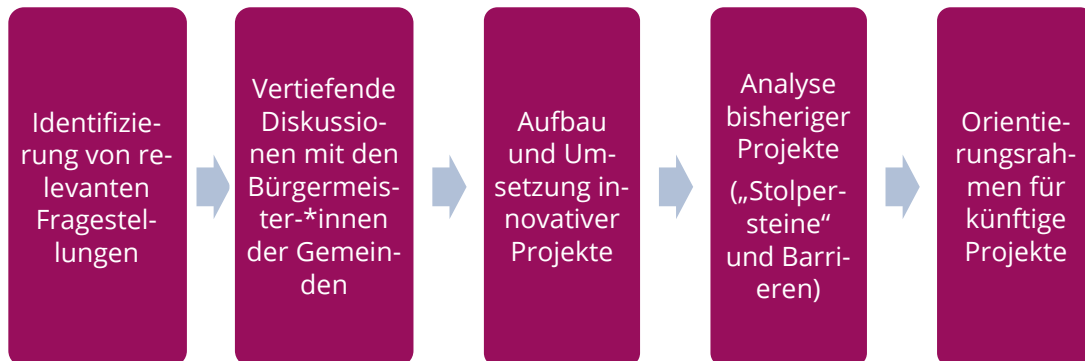 Identifizie-
rung von re-
levanten
Fragestel-
lungen
Vertiefende
Diskussio-
nen mit den
Bürgermeis-
ter-*innen
der Gemein-
den
Aufbau
und Um-
setzung in-
novativer
Projekte
Analyse
bisheriger
Projekte
(„Stolper-
steine“
und Barri-
eren)
Orientie-
rungsrah-
men für
künftige
Projekte